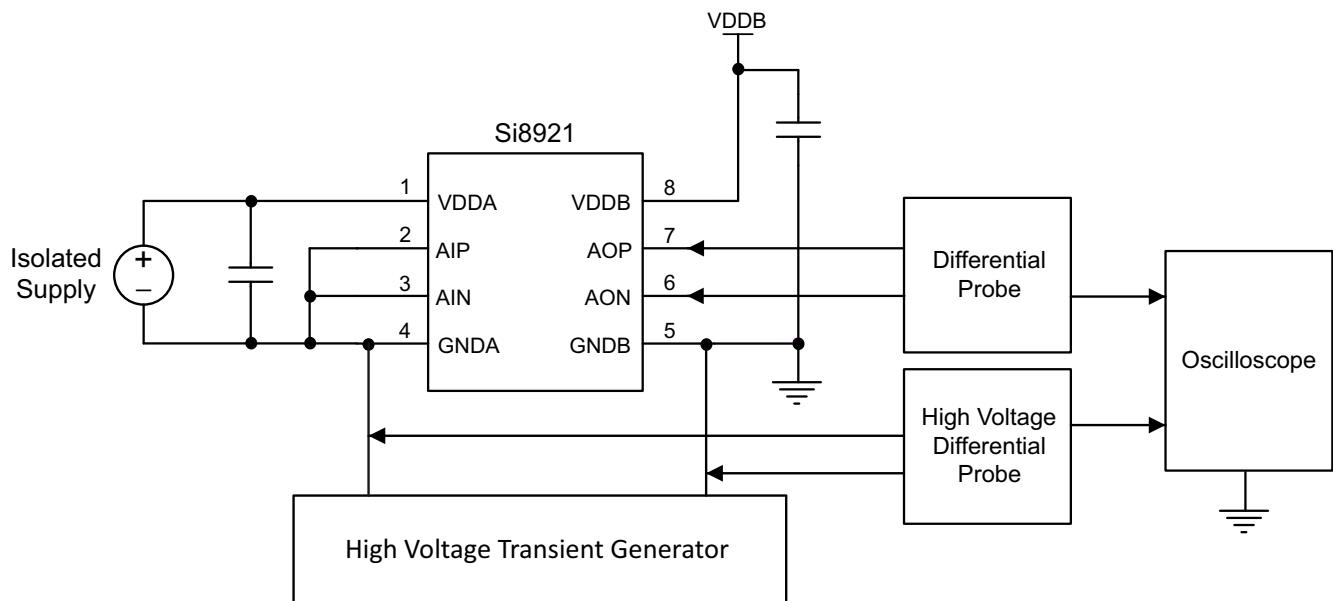 VDDB
Si8921
1
VDDA
VDDB
8
2
AIP
AOP
7
3
AIN
AON
6
4
GNDA
GNDB
5
Isolated
Supply
+
–
Differential
Probe
High Voltage
Differential
Probe
Oscilloscope
High Voltage Transient Generator